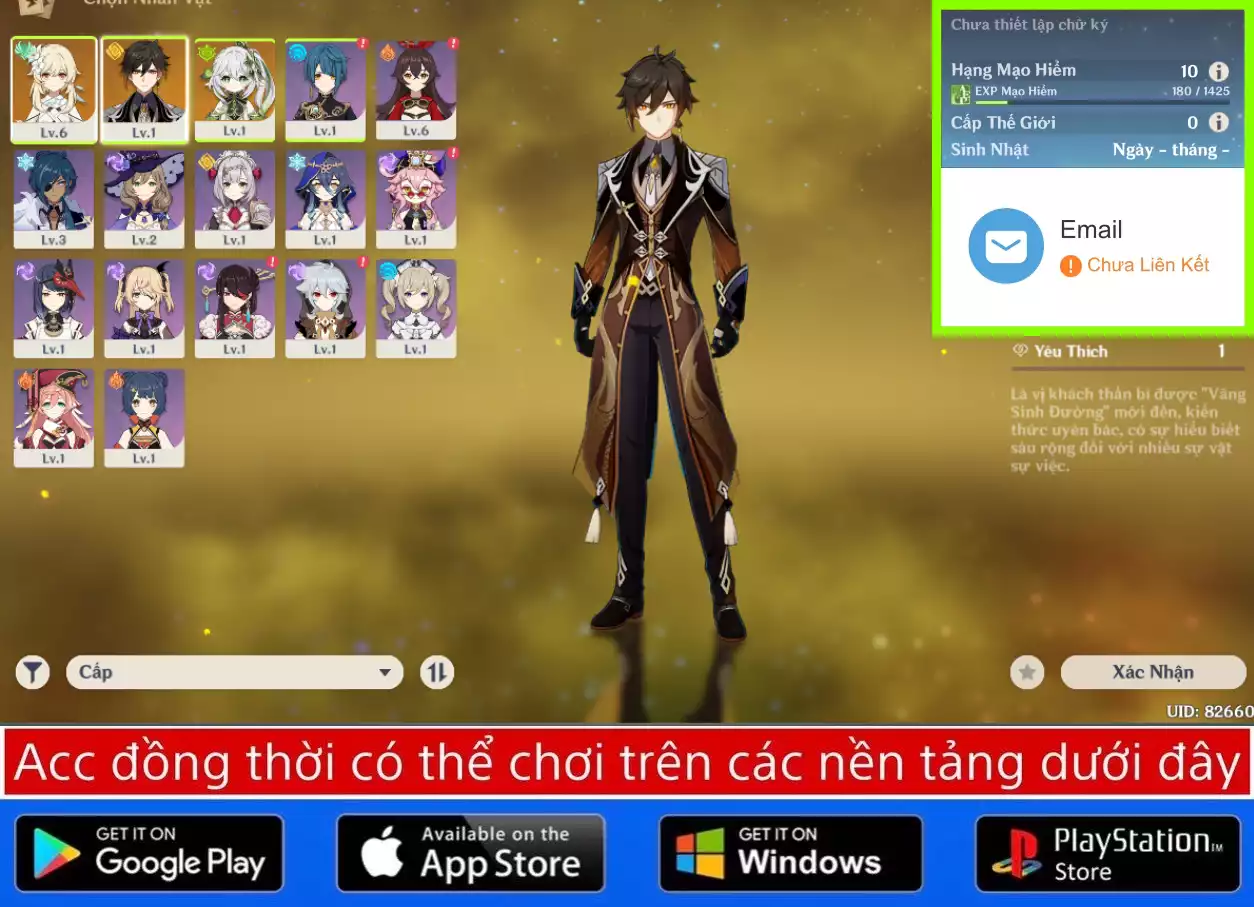 Chọn Nhân Vật
Lv.6
Lv.1
Lv.1
Lv.1
Lv.6
Lv.3
Lv.2
Lv.1
Lv.1
Lv.1
Lv.1
Lv.1
Lv.1
Lv.1
Lv.1
Lv.1
Lv.1
Chưa thiết lập chữ ký
Hạng Mạo Hiểm 10
EXP Mạo Hiểm 180 / 1425
Cấp Thế Giới 0
Sinh Nhật Ngày - tháng -
Email
Chưa Liên Kết
Yêu Thích 1
Là vị khách thần bí được "Vãng
Sinh Đường" mời đến, kiến
thức uyên bác, có sự hiểu biết
sâu rộng đối với nhiều sự vật
sự việc.
Cấp
Xác Nhận
UID: 82660
Acc đồng thời có thể chơi trên các nền tảng dưới đây
GET IT ON
Google Play
Available on the
App Store
GET IT ON
Windows
PlayStation™
Store